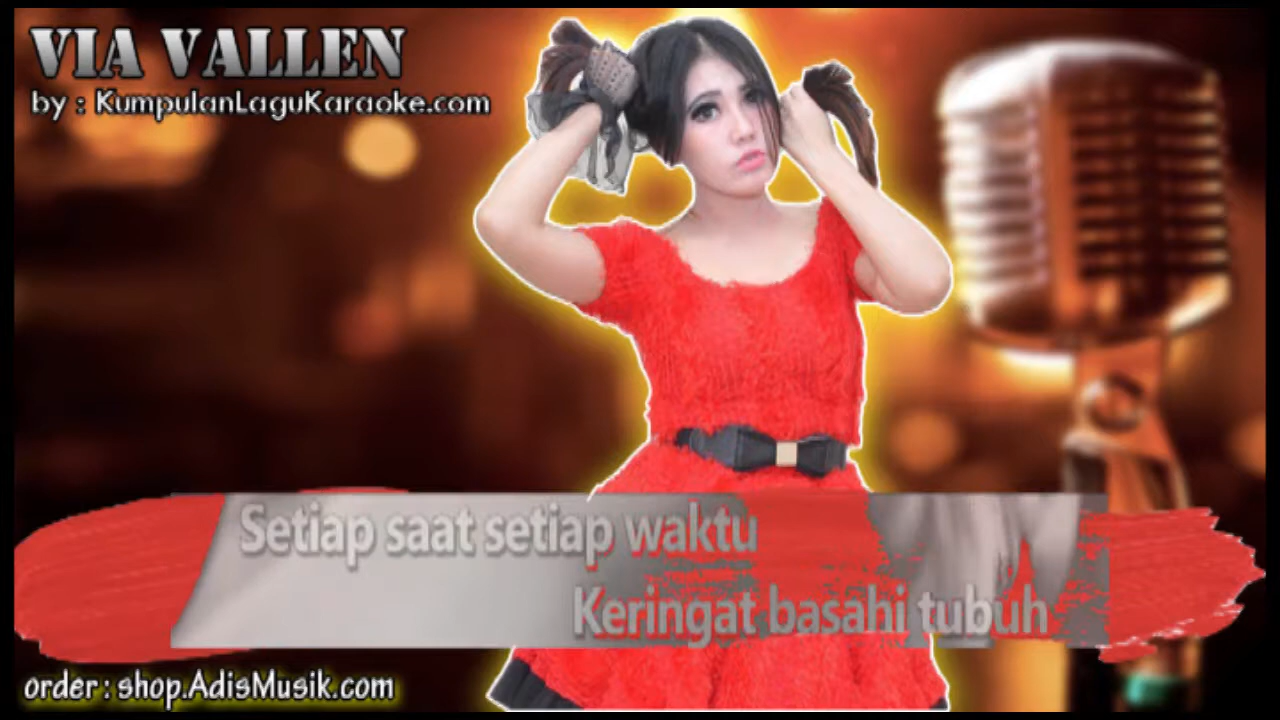 VIA VALLEN
by : KumpulanLaguKaraoke.com
Setiap saat setiap waktu
Keringat basahi tubuh
order : shop.AdisMusik.com